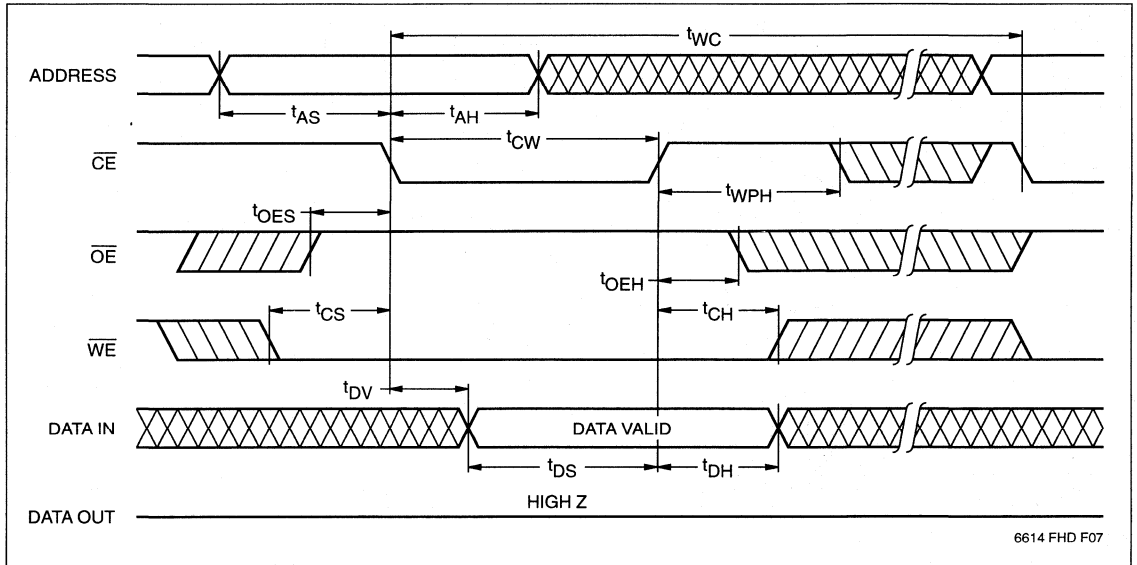 tWC
ADDRESS
tAS
tAH
tCW
CE
tWPH
tOES
OE
tOEH
tCS
tCH
WE
tDV
DATA IN
DATA VALID
tDS
tDH
HIGH Z
DATA OUT
6614 FHD F07